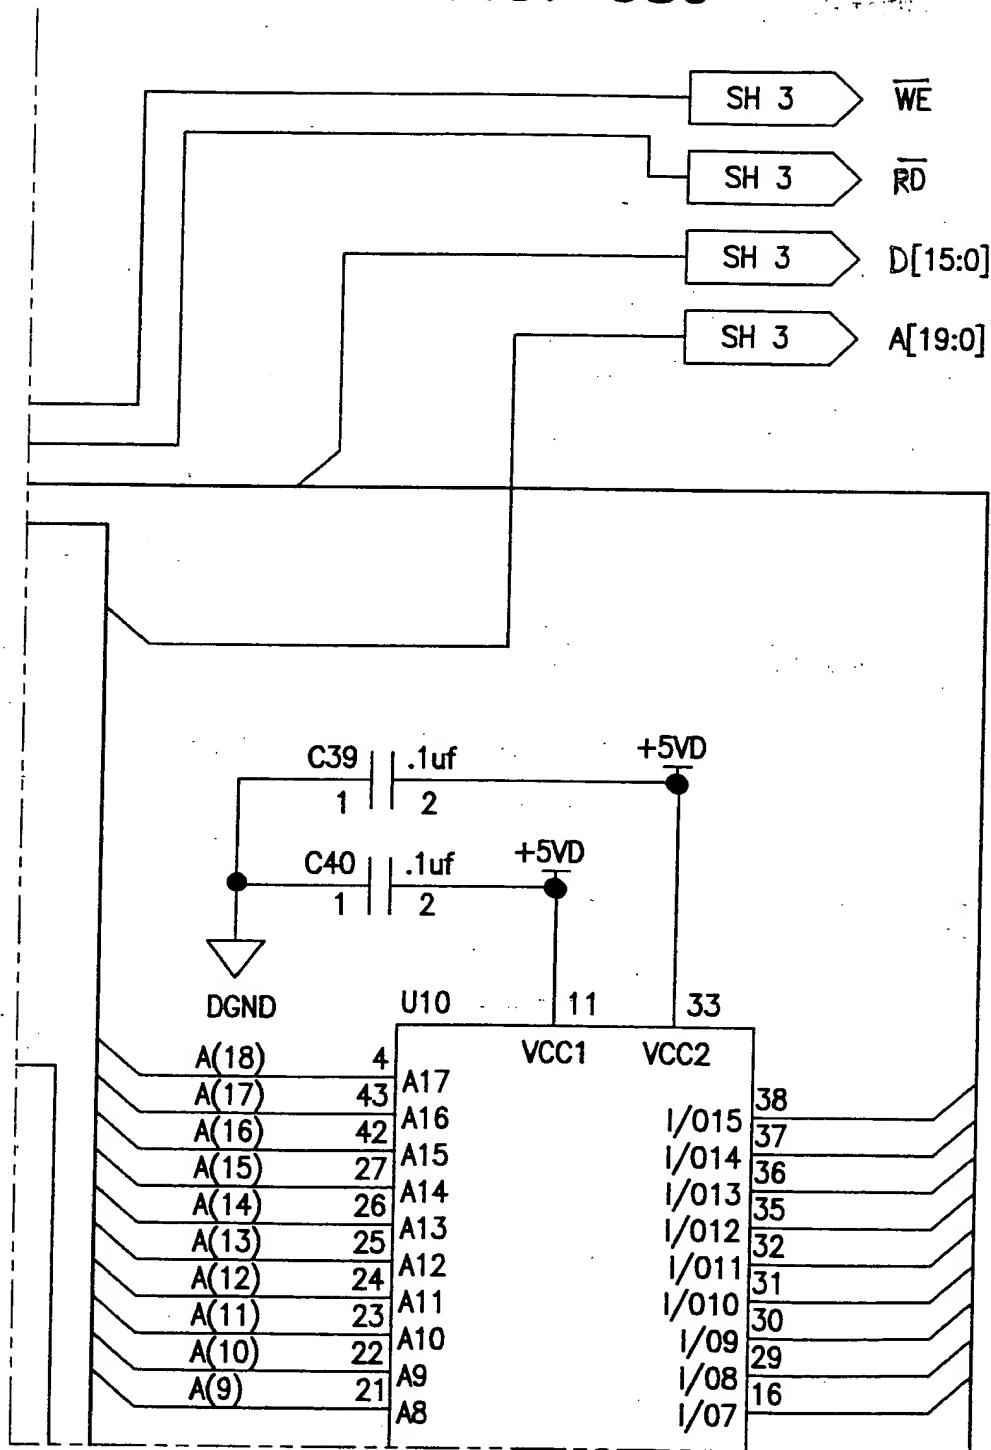 SH 3 WE
SH 3 RD
SH 3 D[15:0]
SH 3 A[19:0]
C39 .1uf +5VD
1 2
C40 .1uf +5VD
1 2
DGND
U10 11 33
VCC1 VCC2
A(18) 4 A17
A(17) 43 A16
A(16) 42 A15
A(15) 27 A14
A(14) 26 A13
A(13) 25 A12
A(12) 24 A11
A(11) 23 A10
A(10) 22 A9
A(9) 21 A8
I/O15 38
I/O14 37
I/O13 36
I/O12 35
I/O11 32
I/O10 31
I/O9 30
I/O8 29
I/O7 16